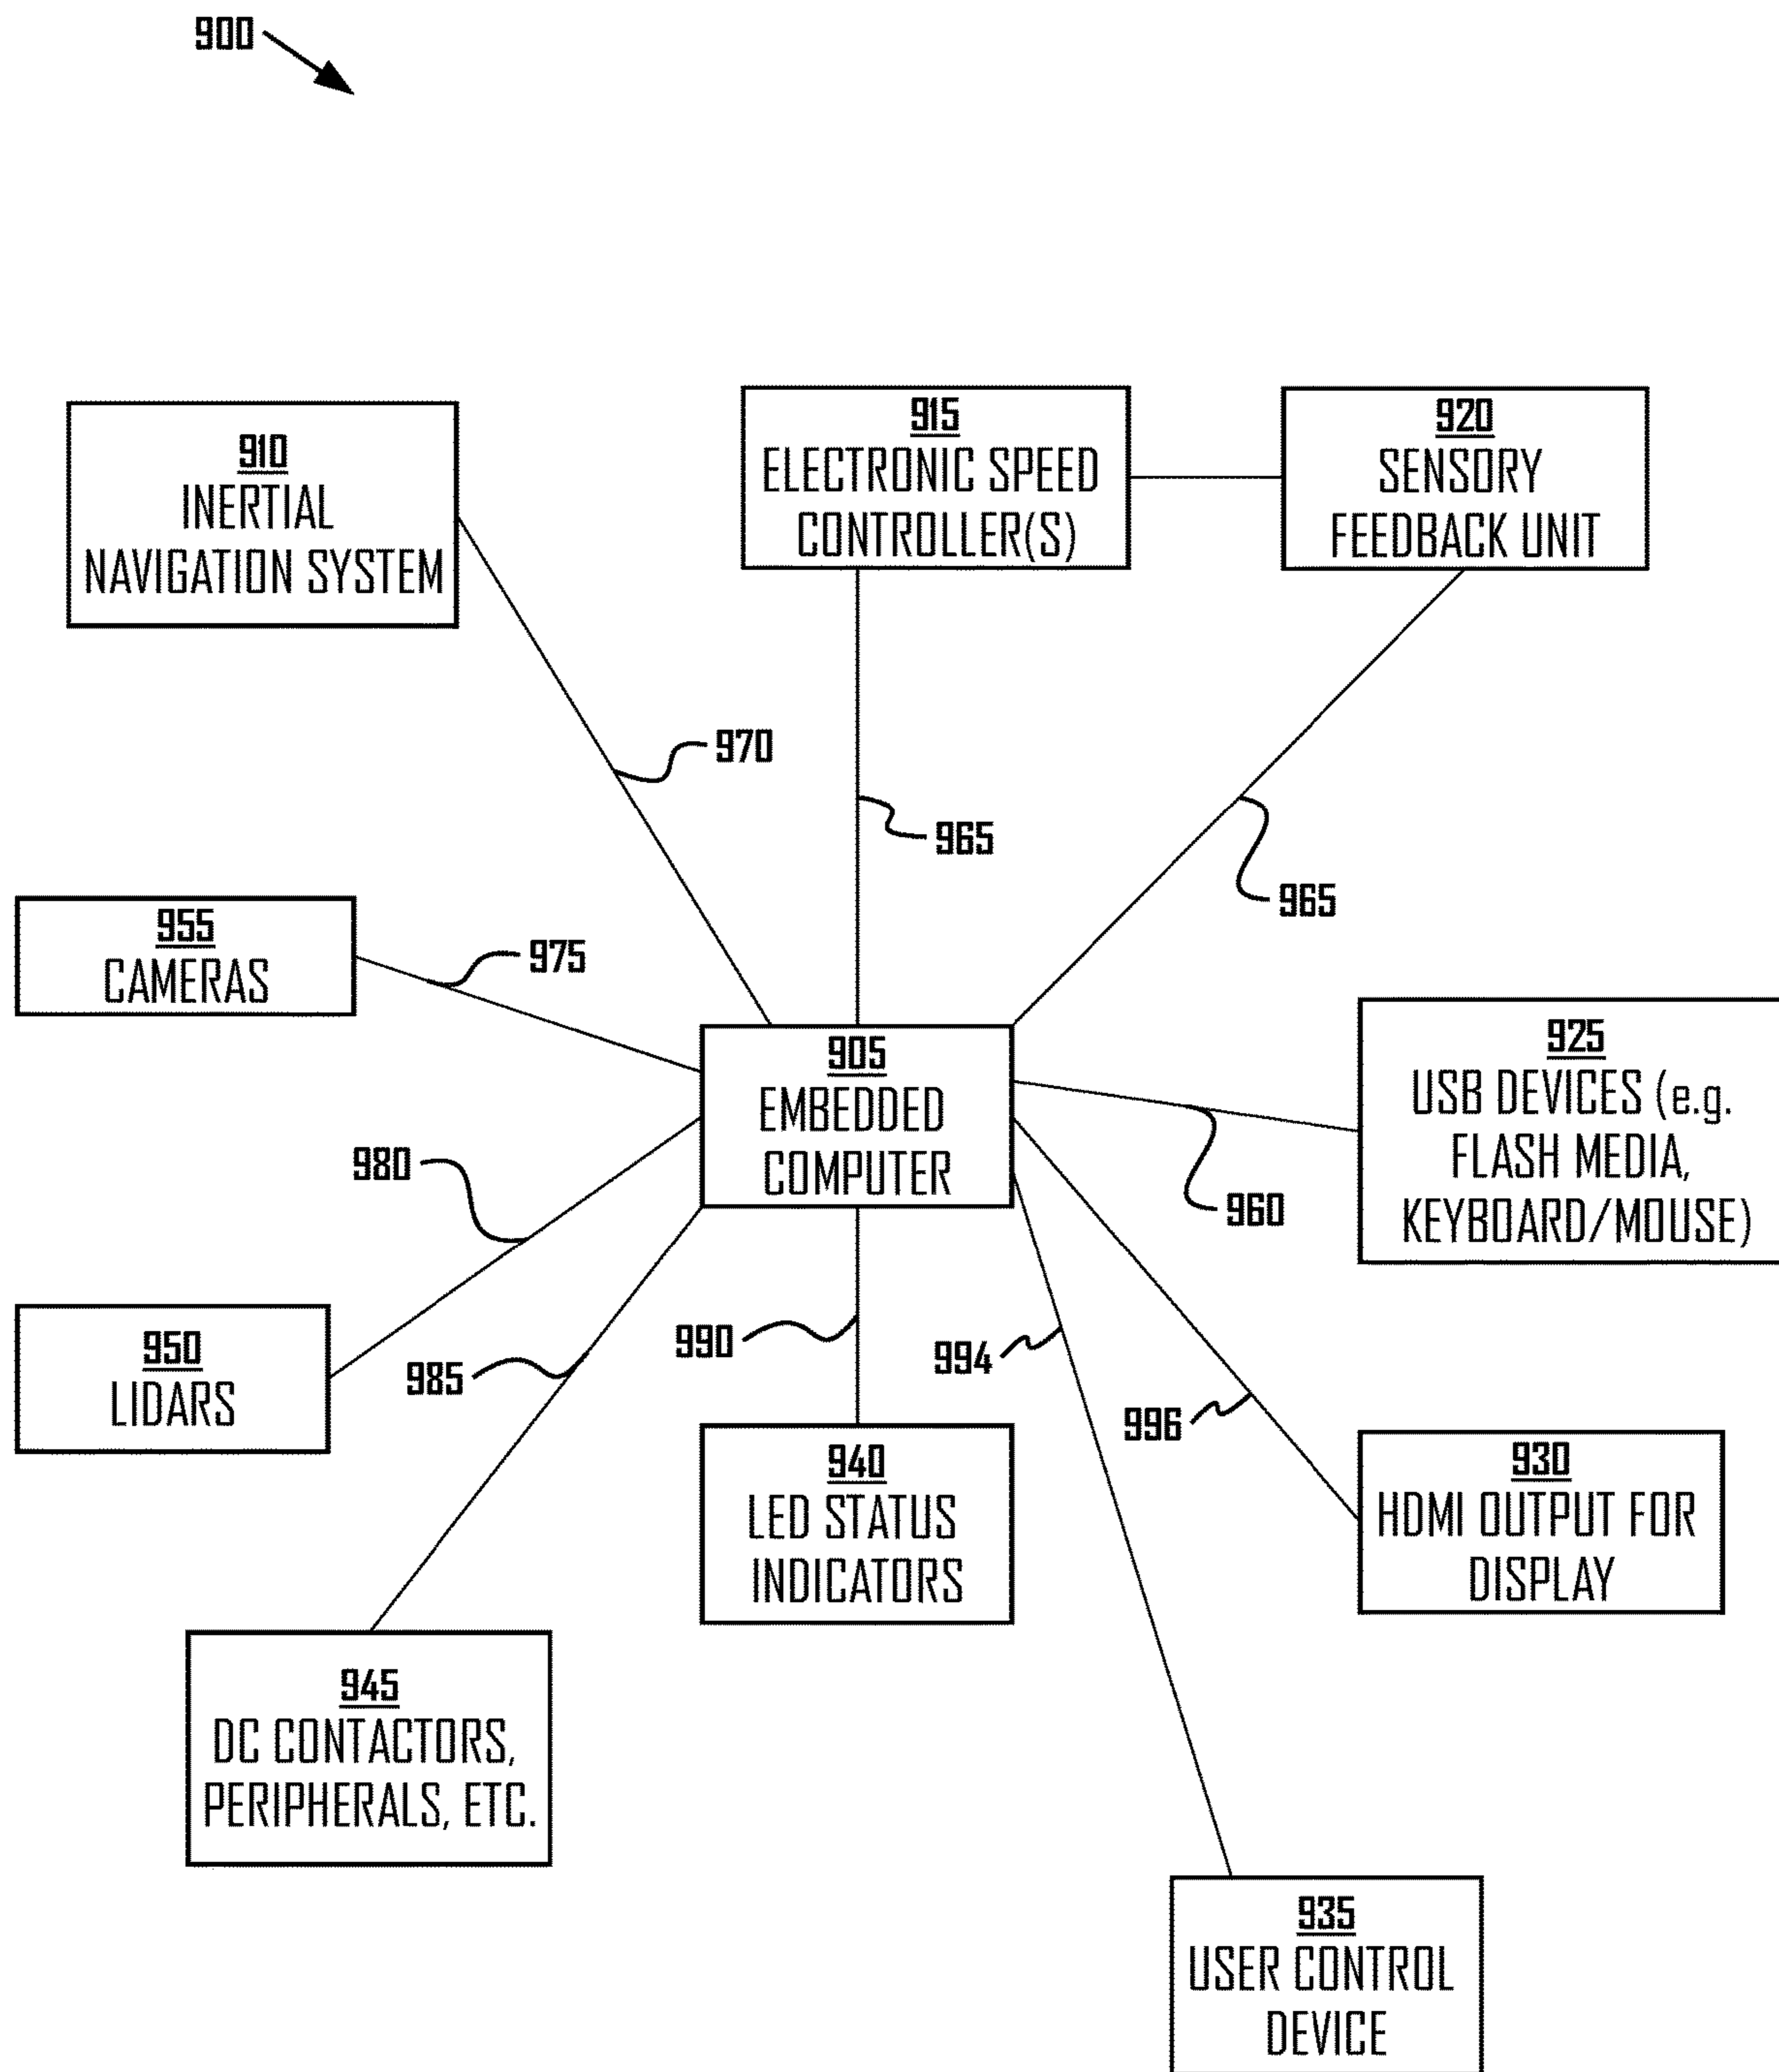 900
910
INERTIAL
NAVIGATION SYSTEM
915
ELECTRONIC SPEED
CONTROLLER(S)
920
SENSORY
FEEDBACK UNIT
970
965
965
955
CAMERAS
975
905
EMBEDDED
COMPUTER
925
USB DEVICES (e.g.
FLASH MEDIA,
KEYBOARD/MOUSE)
980
960
950
LIDARS
985
990
994
996
940
LED STATUS
INDICATORS
930
HDMI OUTPUT FOR
DISPLAY
945
DC CONTACTORS,
PERIPHERALS, ETC.
935
USER CONTROL
DEVICE